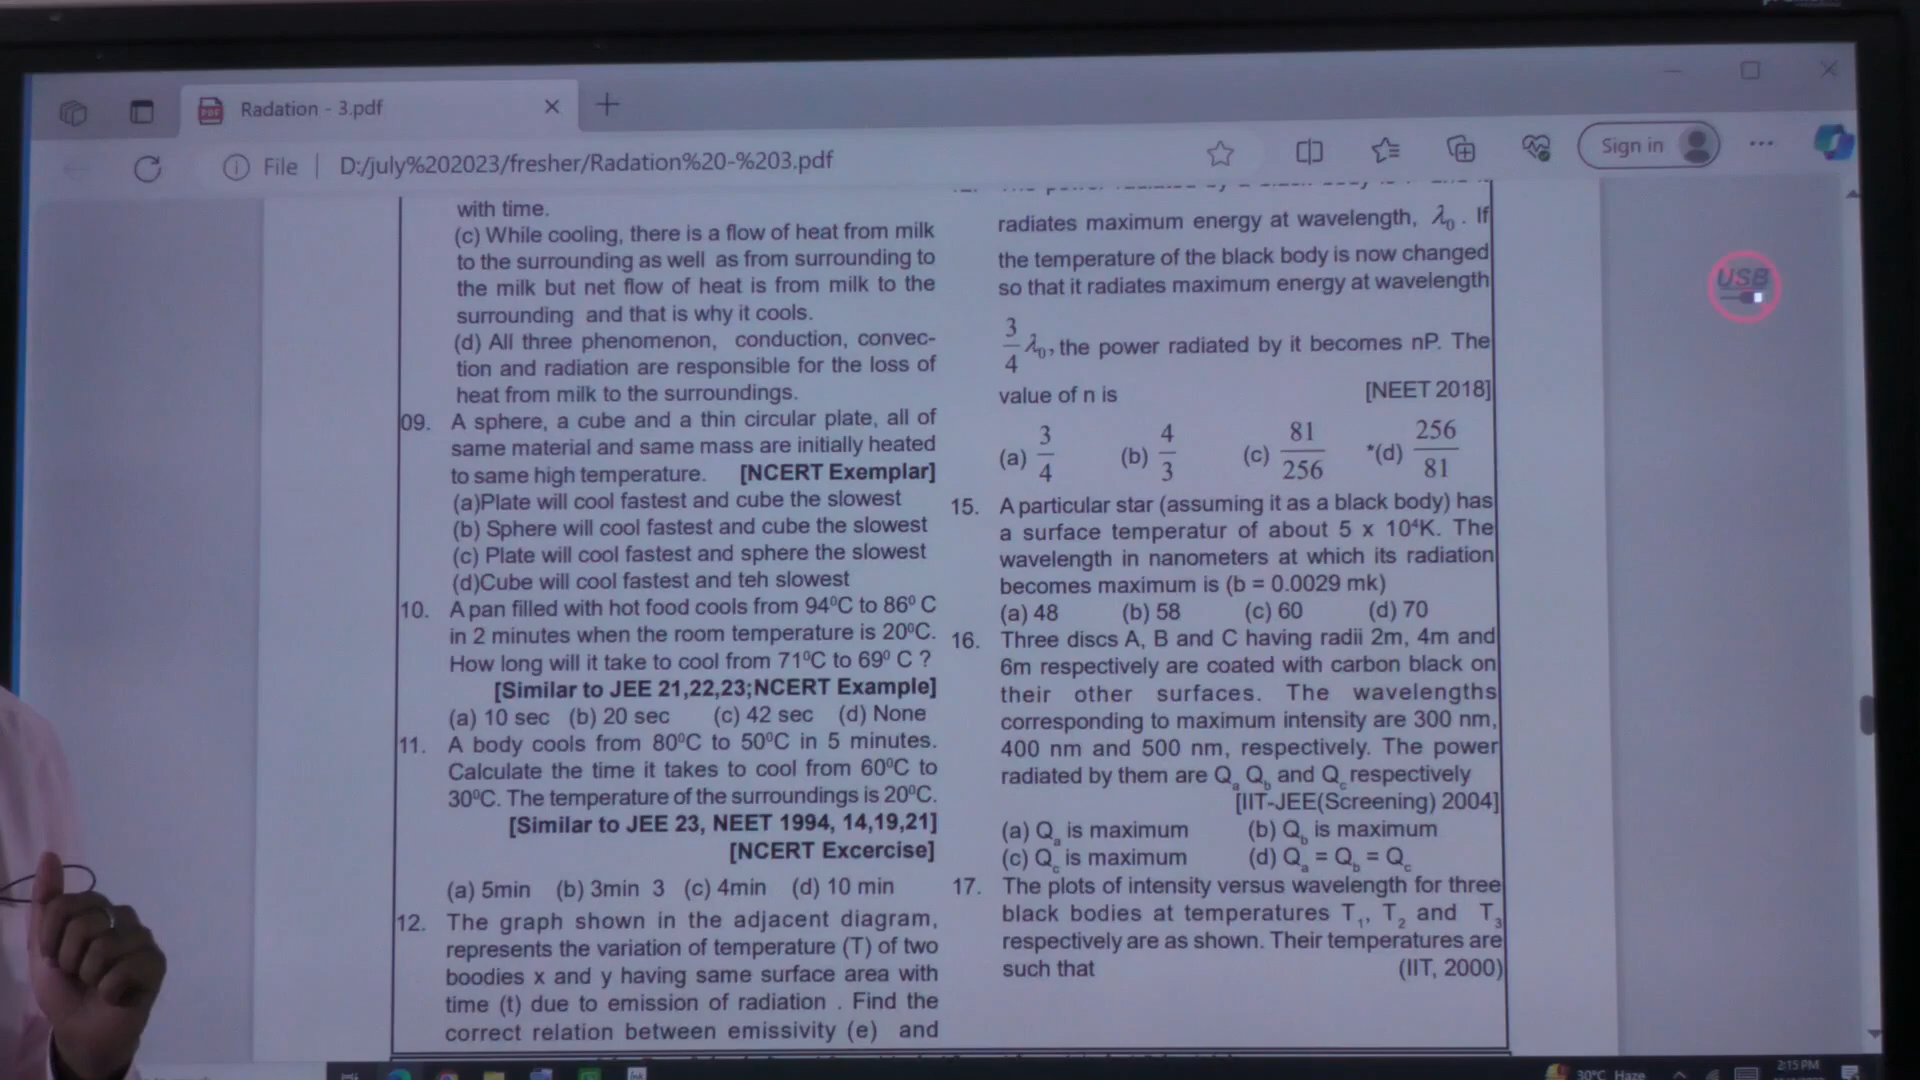 Radation - 3.pdf
File | D:/july%202023/fresher/Radation%20-%203.pdf
Sign in
with time.
(c) While cooling, there is a flow of heat from milk
to the surrounding as well as from surrounding to
the milk but net flow of heat is from milk to the
surrounding and that is why it cools.
(d) All three phenomenon, conduction, convec-
tion and radiation are responsible for the loss of
heat from milk to the surroundings.
09. A sphere, a cube and a thin circular plate, all of
same material and same mass are initially heated
to same high temperature. [NCERT Exemplar]
(a)Plate will cool fastest and cube the slowest
(b) Sphere will cool fastest and cube the slowest
(c) Plate will cool fastest and sphere the slowest
(d)Cube will cool fastest and teh slowest
10. A pan filled with hot food cools from 94⁰C to 86⁰ C
in 2 minutes when the room temperature is 20⁰C.
How long will it take to cool from 71⁰C to 69⁰ C ?
[Similar to JEE 21,22,23;NCERT Example]
(a) 10 sec (b) 20 sec (c) 42 sec (d) None
11. A body cools from 80⁰C to 50⁰C in 5 minutes.
Calculate the time it takes to cool from 60⁰C to
30⁰C. The temperature of the surroundings is 20⁰C.
[Similar to JEE 23, NEET 1994, 14,19,21]
[NCERT Excercise]
(a) 5min (b) 3min 3 (c) 4min (d) 10 min
12. The graph shown in the adjacent diagram,
represents the variation of temperature (T) of two
boodies x and y having same surface area with
time (t) due to emission of radiation . Find the
correct relation between emissivity (e) and
radiates maximum energy at wavelength, λ₀ . If
the temperature of the black body is now changed
so that it radiates maximum energy at wavelength
3/4 λ₀, the power radiated by it becomes nP. The
value of n is [NEET 2018]
(a) 3/4 (b) 4/3 (c) 81/256 *(d) 256/81
15. A particular star (assuming it as a black body) has
a surface temperatur of about 5 x 10⁴K. The
wavelength in nanometers at which its radiation
becomes maximum is (b = 0.0029 mk)
(a) 48 (b) 58 (c) 60 (d) 70
16. Three discs A, B and C having radii 2m, 4m and
6m respectively are coated with carbon black on
their other surfaces. The wavelengths
corresponding to maximum intensity are 300 nm,
400 nm and 500 nm, respectively. The power
radiated by them are Qa Qb and Qc respectively
[IIT-JEE(Screening) 2004]
(a) Qa is maximum (b) Qb is maximum
(c) Qc is maximum (d) Qa = Qb = Qc
17. The plots of intensity versus wavelength for three
black bodies at temperatures T₁, T₂ and T₃
respectively are as shown. Their temperatures are
such that (IIT, 2000)
USB
30°C Haze
2:15 PM